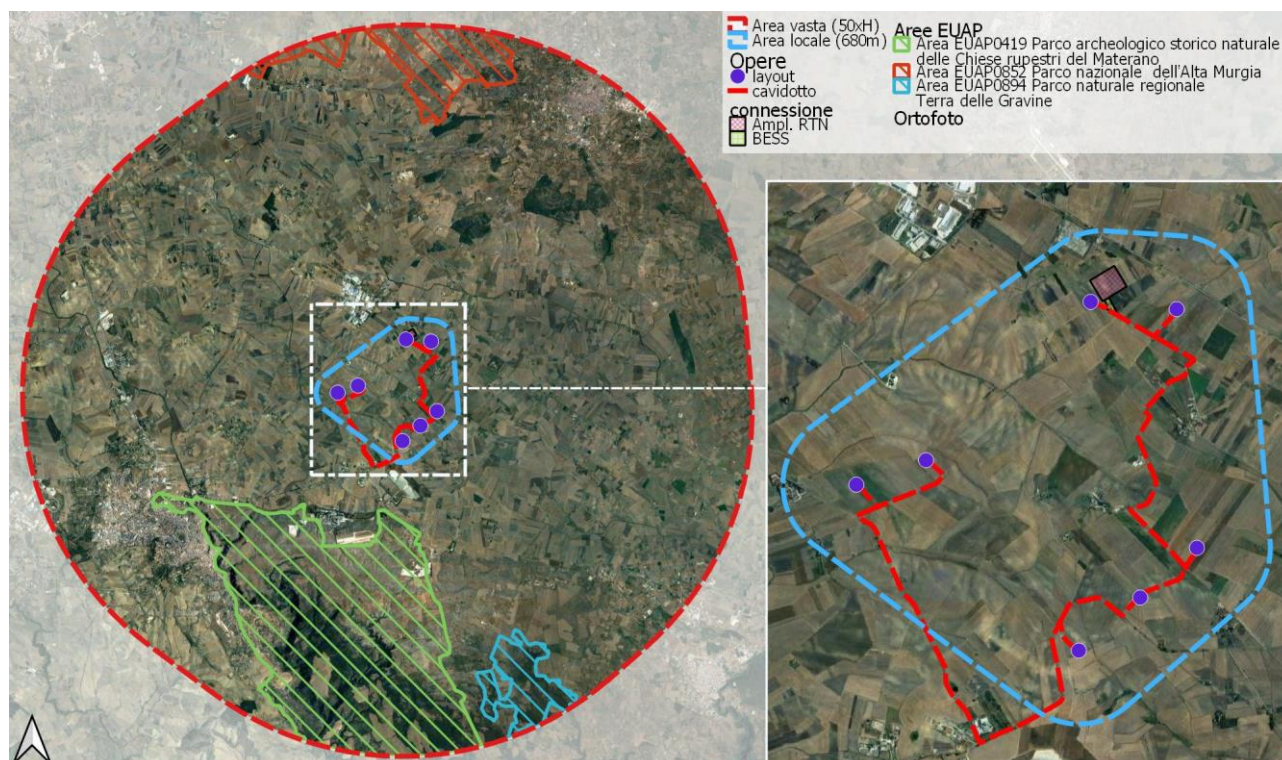 Area vasta (50xH)
Area locale (680m)
Opere
layout
cavidotto
connessione
Ampl. RTN
BESS
Aree EUAP
Area EUAP0419 Parco archeologico storico naturale
delle Chiese rupestri del Materano
Area EUAP0852 Parco nazionale dell'Alta Murgia
Area EUAP0894 Parco naturale regionale
Terra delle Gravine
Ortofoto